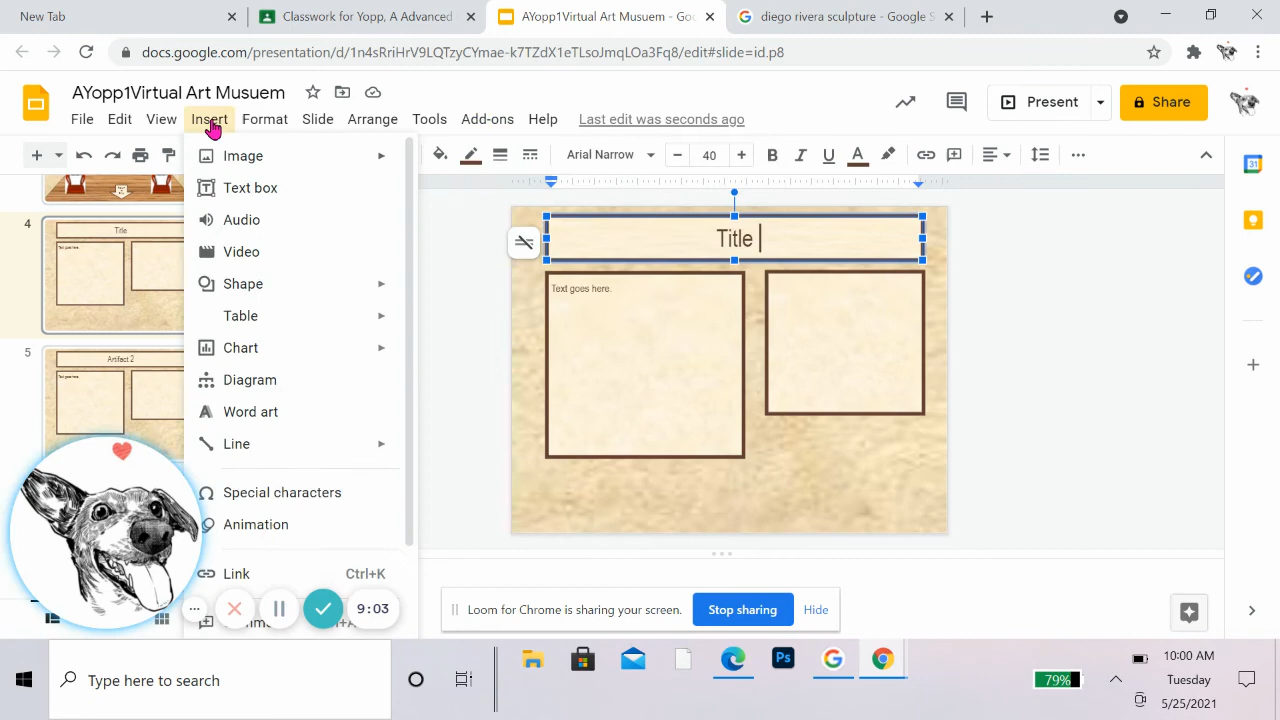 New Tab
Classwork for Yopp, A Advanced
AYopp1Virtual Art Musuem - Goo
diego rivera sculpture - Google S
docs.google.com/presentation/d/1n4sRriHrV9LQTzyCYmae-k7TZdX1eTLsoJmqLOa3Fq8/edit#slide=id.p8
AYopp1Virtual Art Musuem
Present
Share
File Edit View Insert Format Slide Arrange Tools Add-ons Help Last edit was seconds ago
Arial Narrow
40
Image
Text box
Audio
Video
Shape
Table
Chart
Diagram
Word art
Line
Special characters
Animation
Link Ctrl+K
4
Title
Text goes here.
5
Artifact 2
Title
Text goes here.
9:03
Loom for Chrome is sharing your screen.
Stop sharing
Hide
Type here to search
Ps
79%
10:00 AM
Tuesday
5/25/2021
31